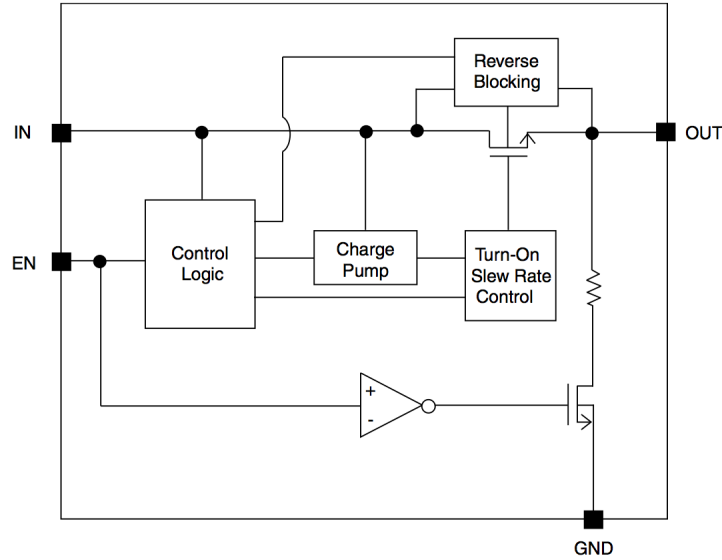 Reverse
Blocking
IN
OUT
EN
Control
Logic
Charge
Pump
Turn-On
Slew Rate
Control
+
-
GND